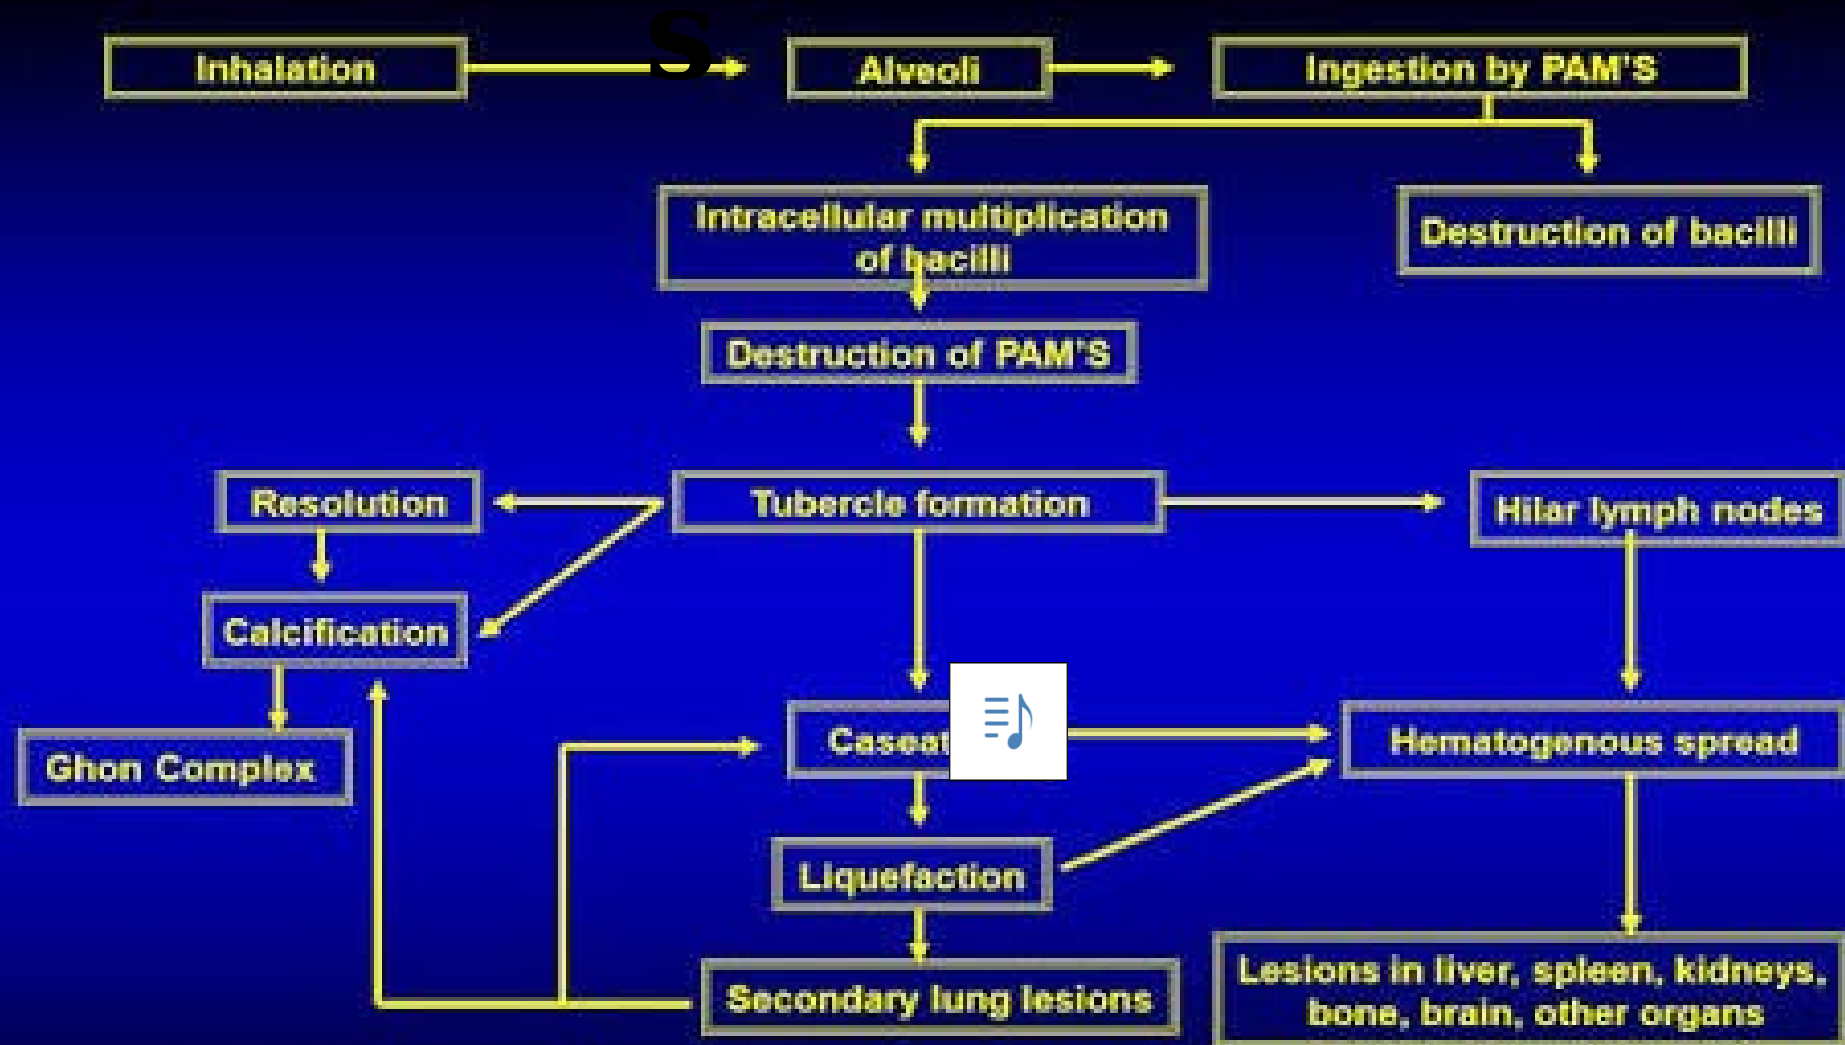 s
Inhalation
Alveoli
Ingestion by PAM'S
Intracellular multiplication
of bacilli
Destruction of bacilli
Destruction of PAM'S
Resolution
Tubercle formation
Hilar lymph nodes
Calcification
Ghon Complex
Hematogenous spread
Liquefaction
Secondary lung lesions
Lesions in liver, spleen, kidneys,
bone, brain, other organs